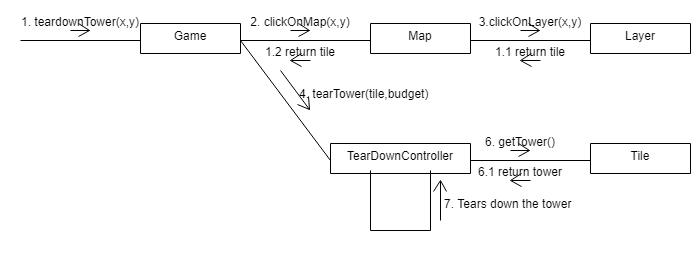 1. teardownTower(x,y)
Game
2. clickOnMap(x,y)
1.2 return tile
Map
3.clickOnLayer(x,y)
1.1 return tile
Layer
4. tearTower(tile,budget)
TearDownController
6. getTower()
6.1 return tower
Tile
7. Tears down the tower